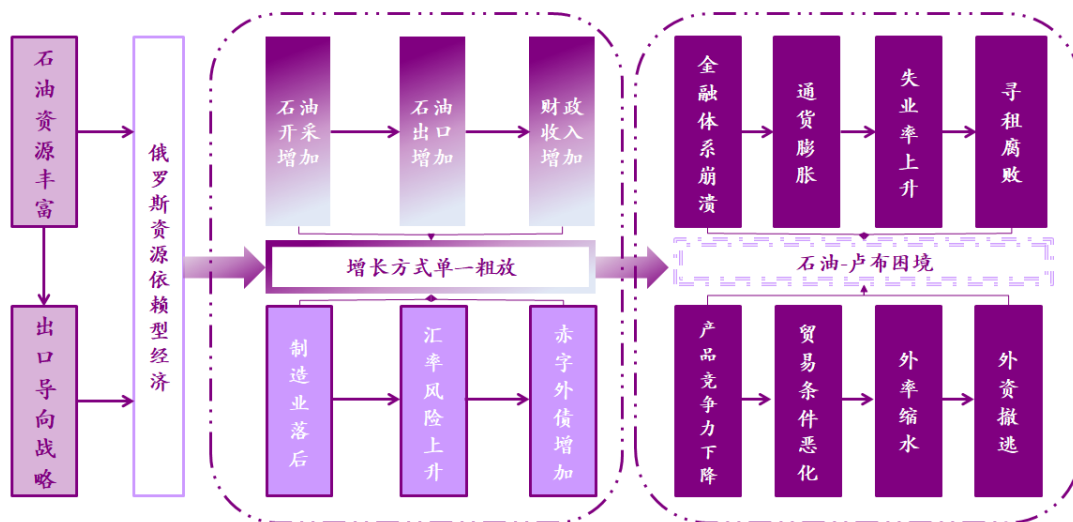 石油资源丰富
出口导向战略
俄罗斯资源依赖型经济
石油
开采
增加
石油
出口
增加
财政
收入
增加
增长方式单一粗放
制造业落后
汇率风险上升
赤字外债增加
金融体系崩溃
通货膨胀
失业率上升
寻租腐败
石油-卢布困境
产品竞争力下降
贸易条件恶化
外率缩水
外资撤逃